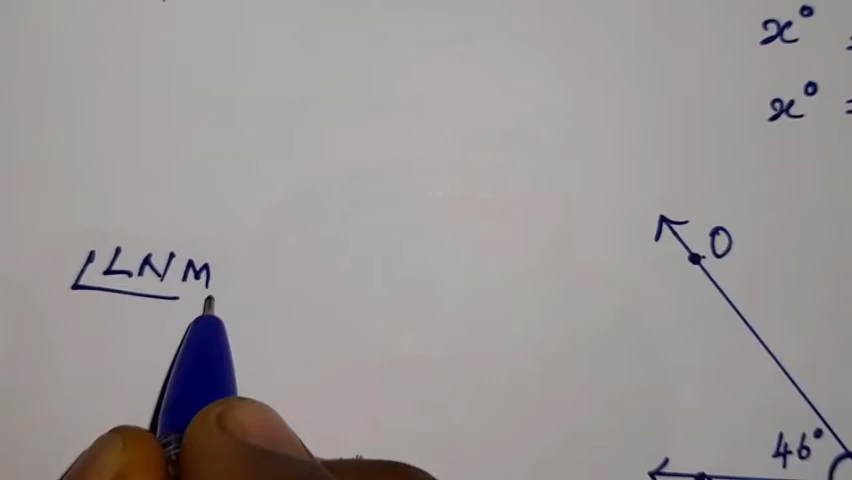 x° =
x° =
∠LNM
O
46°